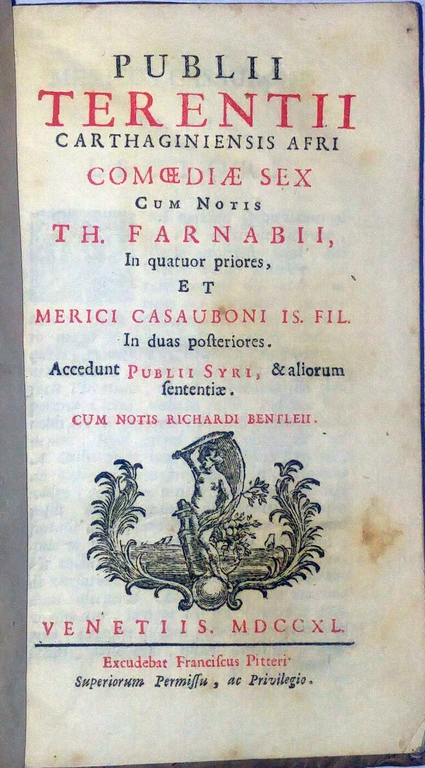 PUBLII
TERENTII
CARTHAGINIENSIS AFRI
COMŒDIÆ SEX
CUM NOTIS
TH. FARNABII,
In quatuor priores,
ET
MERICI CASAUBONI IS. FIL.
In duas poſteriores.
Accedunt PUBLII SYRI, & aliorum
ſententiæ.
CUM NOTIS RICHARDI BENTLEII.
VENETIIS. MDCCXL.
Excudebat Franciſcus Pitteri
Superiorum Permiſſu, ac Privilegio.